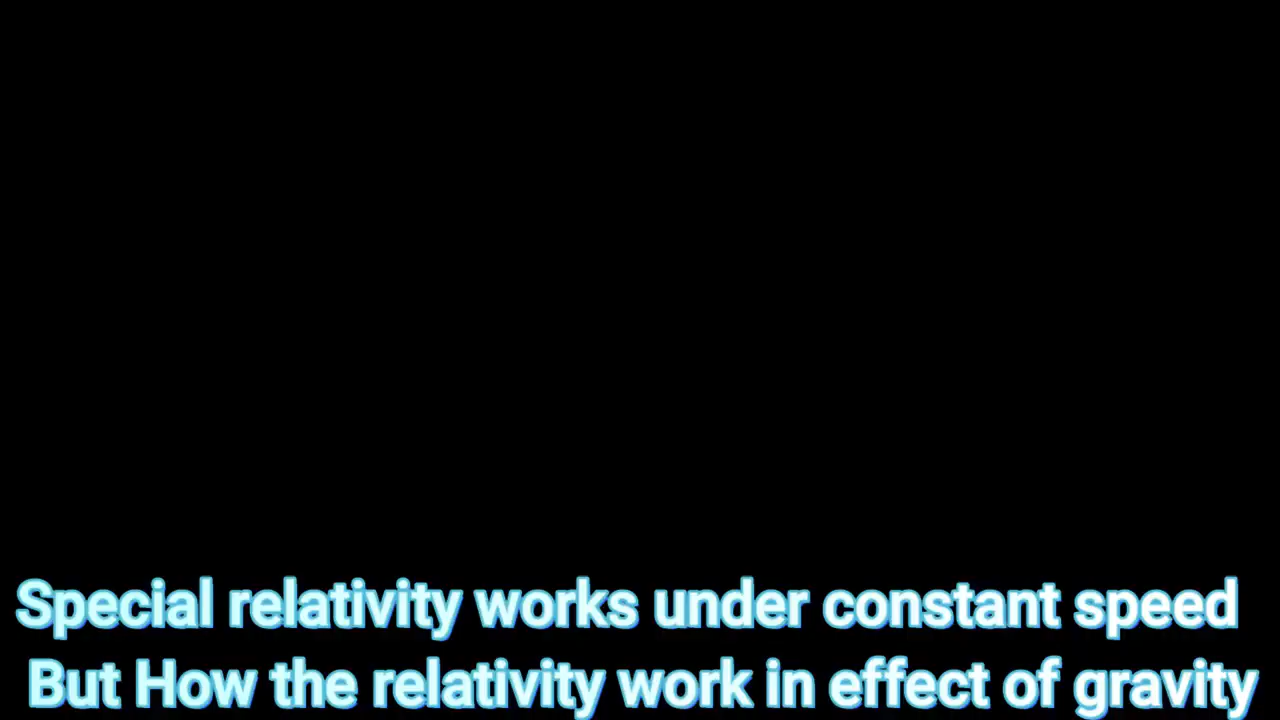 Special relativity works under constant speed
But How the relativity work in effect of gravity